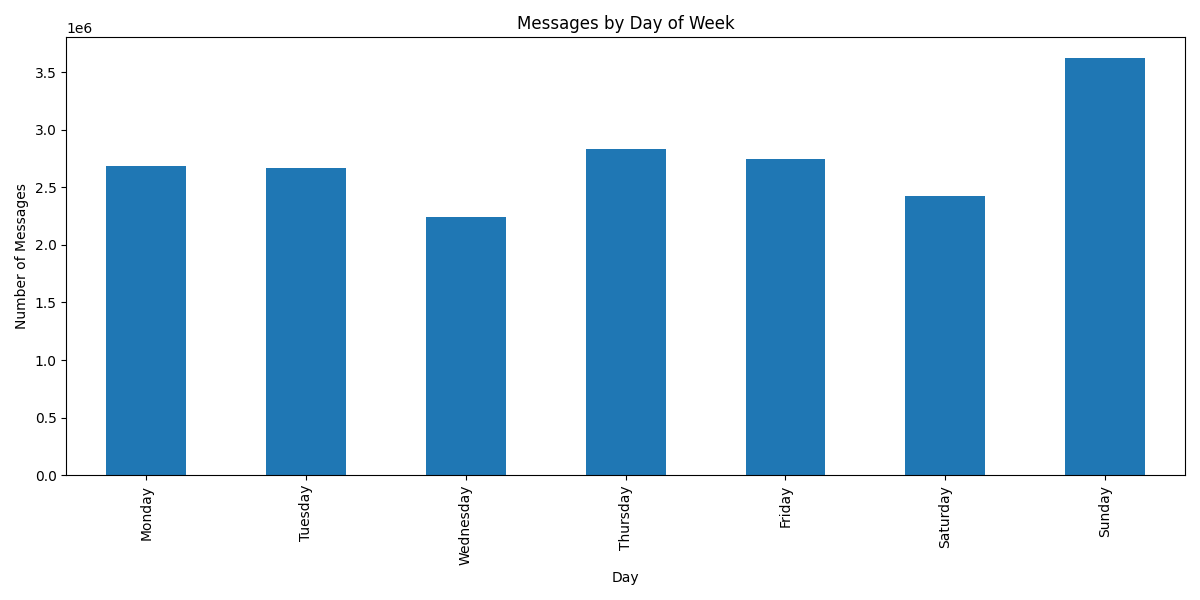 Messages by Day of Week
1e6
3.5
3.0
2.5
2.0
1.5
1.0
0.5
0.0
Number of Messages
Monday
Tuesday
Wednesday
Thursday
Friday
Saturday
Sunday
Day